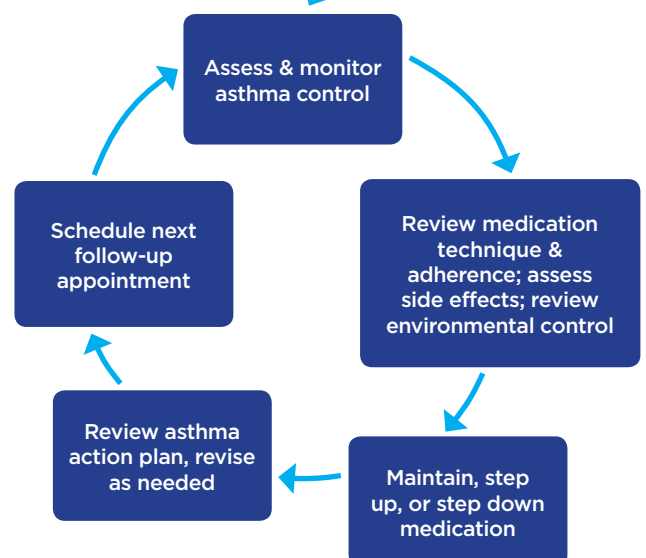 Assess & monitor
asthma control
Review medication
technique &
adherence; assess
side effects; review
environmental control
Maintain, step
up, or step down
medication
Review asthma
action plan, revise
as needed
Schedule next
follow-up
appointment